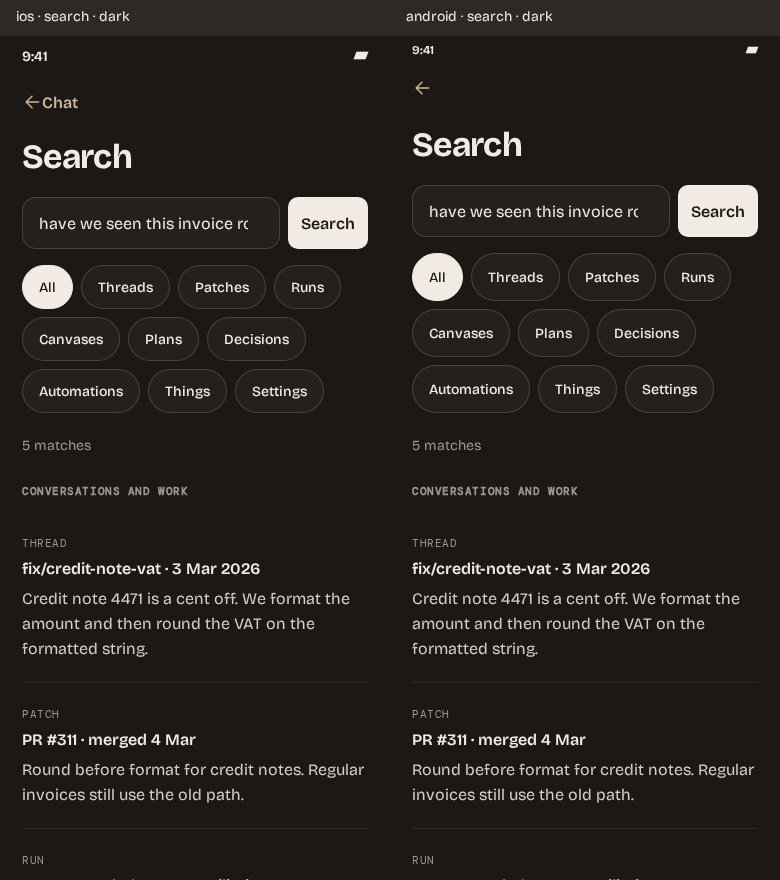 ios · search · dark
9:41
Chat
Search
have we seen this invoice ro
Search
All
Threads
Patches
Runs
Canvases
Plans
Decisions
Automations
Things
Settings
5 matches
CONVERSATIONS AND WORK
THREAD
fix/credit-note-vat · 3 Mar 2026
Credit note 4471 is a cent off. We format the
amount and then round the VAT on the
formatted string.
PATCH
PR #311 · merged 4 Mar
Round before format for credit notes. Regular
invoices still use the old path.
RUN
android · search · dark
9:41
Search
have we seen this invoice ro
Search
All
Threads
Patches
Runs
Canvases
Plans
Decisions
Automations
Things
Settings
5 matches
CONVERSATIONS AND WORK
THREAD
fix/credit-note-vat · 3 Mar 2026
Credit note 4471 is a cent off. We format the
amount and then round the VAT on the
formatted string.
PATCH
PR #311 · merged 4 Mar
Round before format for credit notes. Regular
invoices still use the old path.
RUN